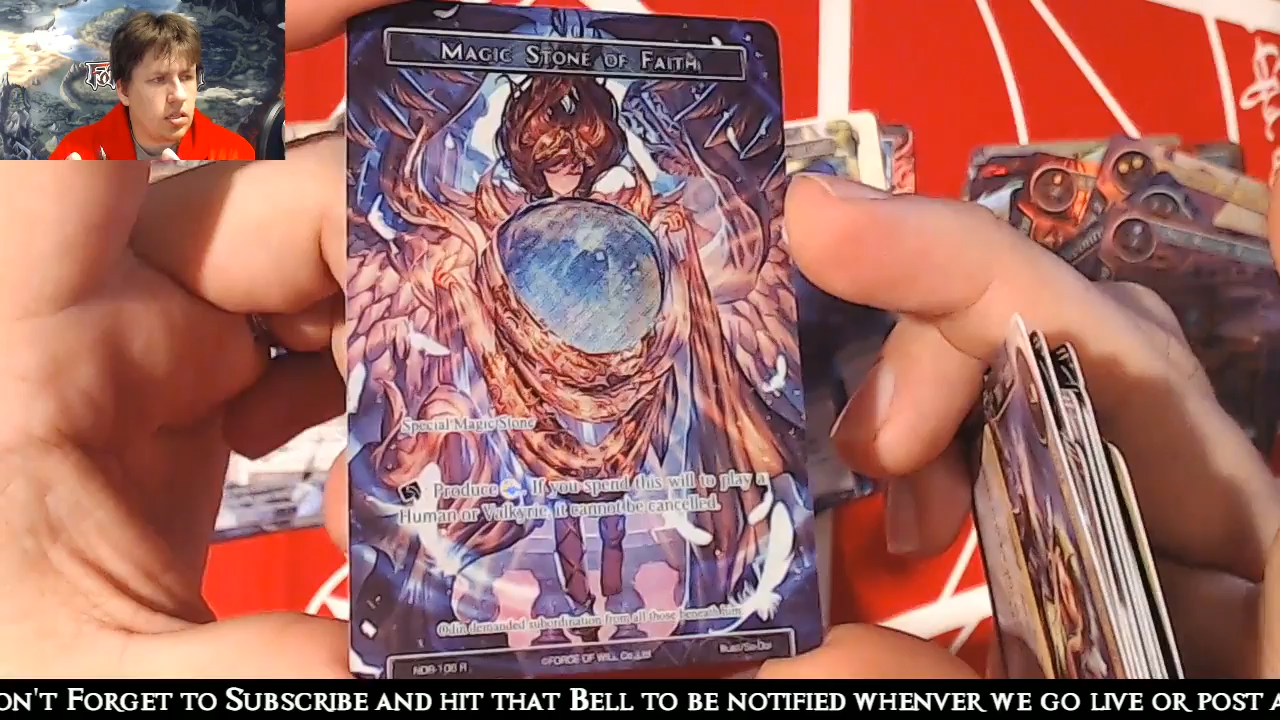 MAGIC STONE OF FAITH
Special Magic Stone
Produce . If you spend this will to play a
Human or Valkyrie, it cannot be cancelled.
Odin demanded subordination from all those beneath him.
©FORCE OF WILL Co.,Ltd
ON'T FORGET TO SUBSCRIBE AND HIT THAT BELL TO BE NOTIFIED WHENVER WE GO LIVE OR POST A